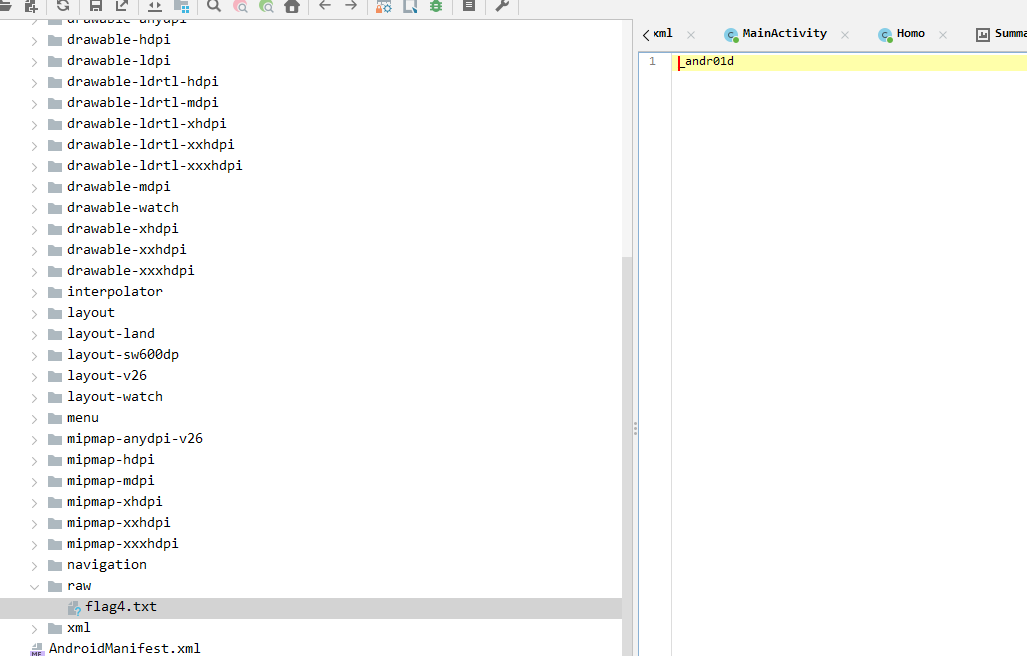 drawable-anydpi
drawable-hdpi
drawable-ldpi
drawable-ldrtl-hdpi
drawable-ldrtl-mdpi
drawable-ldrtl-xhdpi
drawable-ldrtl-xxhdpi
drawable-ldrtl-xxxhdpi
drawable-mdpi
drawable-watch
drawable-xhdpi
drawable-xxhdpi
drawable-xxxhdpi
interpolator
layout
layout-land
layout-sw600dp
layout-v26
layout-watch
menu
mipmap-anydpi-v26
mipmap-hdpi
mipmap-mdpi
mipmap-xhdpi
mipmap-xxhdpi
mipmap-xxxhdpi
navigation
raw
flag4.txt
xml
MF AndroidManifest.xml
xml MainActivity Homo Summa
1 _andr01d